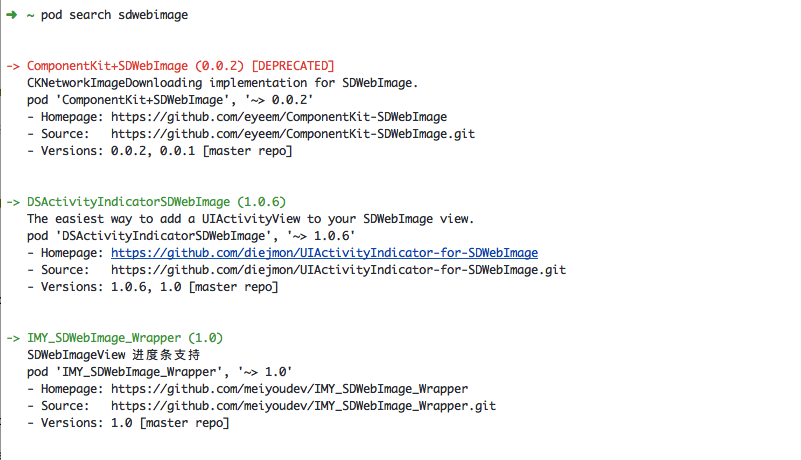 ➜ ~ pod search sdwebimage
-> ComponentKit+SDWebImage (0.0.2) [DEPRECATED]
CKNetworkImageDownloading implementation for SDWebImage.
pod 'ComponentKit+SDWebImage', '~> 0.0.2'
- Homepage: https://github.com/eyeem/ComponentKit-SDWebImage
- Source: https://github.com/eyeem/ComponentKit-SDWebImage.git
- Versions: 0.0.2, 0.0.1 [master repo]
-> DSActivityIndicatorSDWebImage (1.0.6)
The easiest way to add a UIActivityView to your SDWebImage view.
pod 'DSActivityIndicatorSDWebImage', '~> 1.0.6'
- Homepage: https://github.com/diejmon/UIActivityIndicator-for-SDWebImage
- Source: https://github.com/diejmon/UIActivityIndicator-for-SDWebImage.git
- Versions: 1.0.6, 1.0 [master repo]
-> IMY_SDWebImage_Wrapper (1.0)
SDWebImageView 进度条支持
pod 'IMY_SDWebImage_Wrapper', '~> 1.0'
- Homepage: https://github.com/meiyoudev/IMY_SDWebImage_Wrapper
- Source: https://github.com/meiyoudev/IMY_SDWebImage_Wrapper.git
- Versions: 1.0 [master repo]